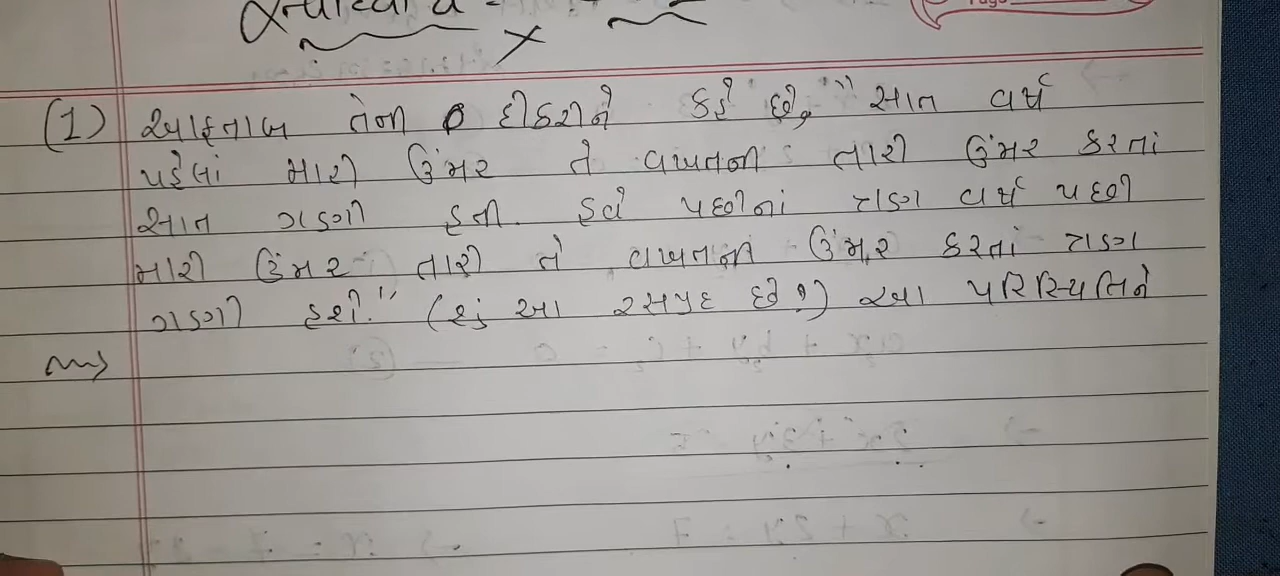 (1) આફતાબ તેની દીકરીને કહે છે, "સાત વર્ષ
પહેલાં મારી ઉંમર તે વખતની તારી ઉંમર કરતાં
સાત ગણી હતી. હવે પછીનાં ત્રણ વર્ષ પછી
મારી ઉંમર તારી તે વખતની ઉંમર કરતાં ત્રણ
ગણી હશે." (શું આ રસપ્રદ છે?) આ પરિસ્થિતિને